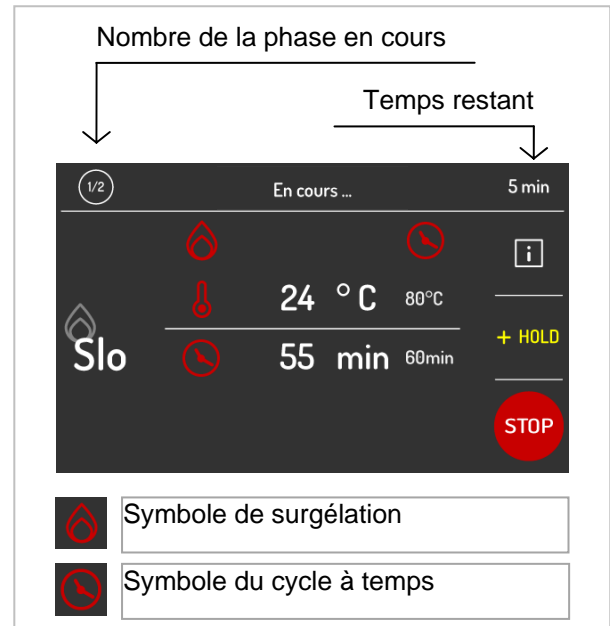 Nombre de la phase en cours
Temps restant
1/2 En cours ... 5 min
i
24 °C 80°C
Slo
55 min 60min
+ HOLD
STOP
Symbole de surgélation
Symbole du cycle à temps